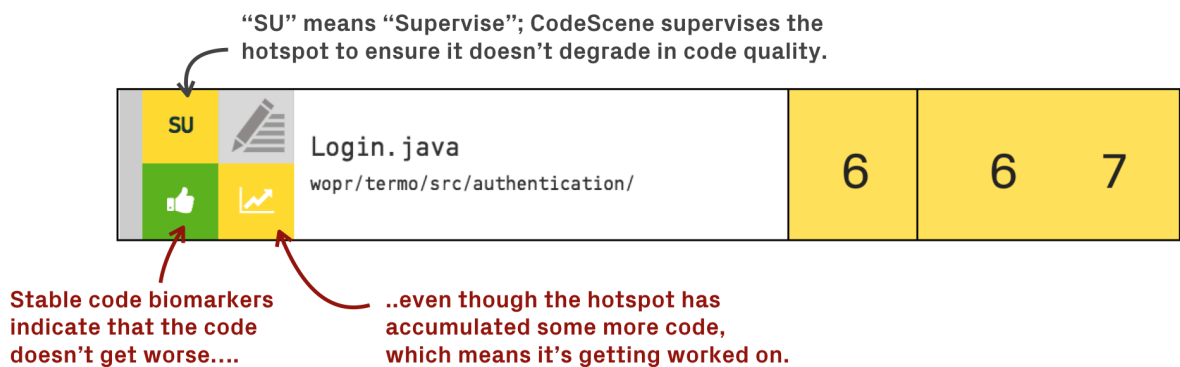 “SU” means “Supervise”; CodeScene supervises the
hotspot to ensure it doesn’t degrade in code quality.
SU
Login.java
wopr/termo/src/authentication/
6
6 7
Stable code biomarkers
indicate that the code
doesn’t get worse....
..even though the hotspot has
accumulated some more code,
which means it’s getting worked on.